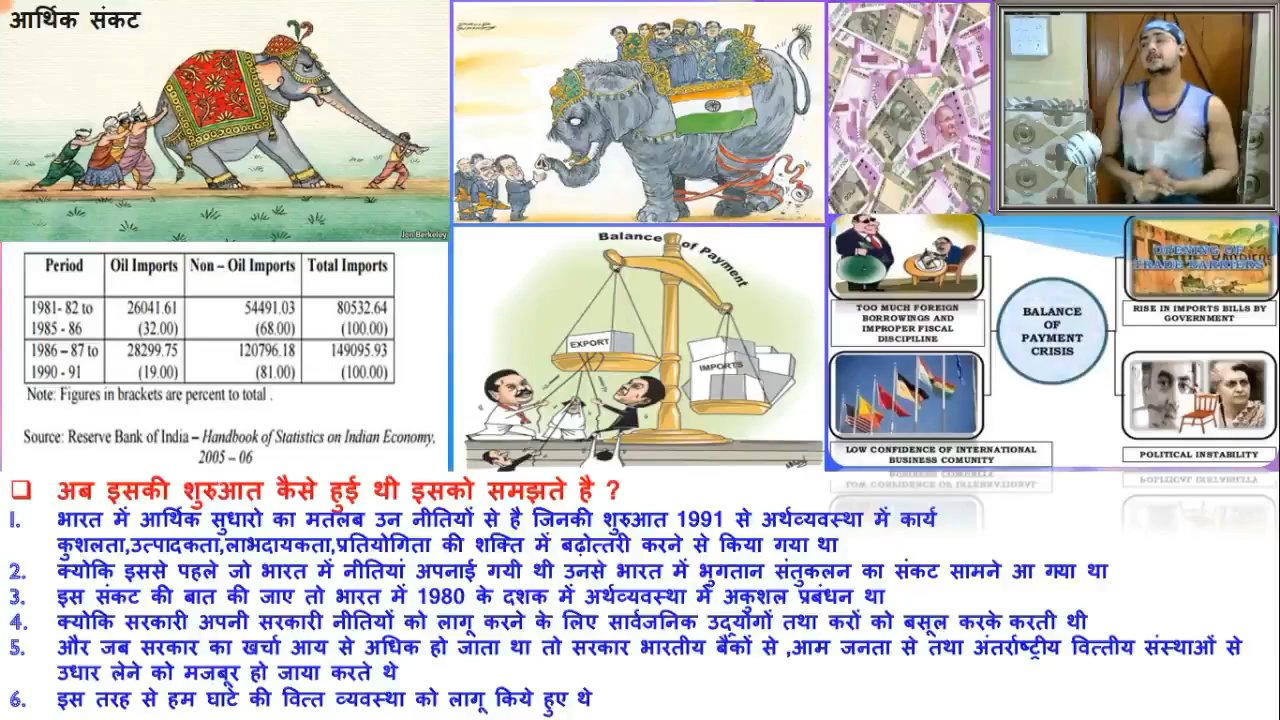 आर्थिक संकट
Jon Berkeley
Period Oil Imports Non – Oil Imports Total Imports
1981- 82 to 26041.61 54491.03 80532.64
1985 - 86 (32.00) (68.00) (100.00)
1986 – 87 to 28299.75 120796.18 149095.93
1990 - 91 (19.00) (81.00) (100.00)
Note: Figures in brackets are percent to total .
Source: Reserve Bank of India – Handbook of Statistics on Indian Economy,
2005 – 06
Balance of Payment
EXPORT
IMPORTS
TOO MUCH FOREIGN
BORROWINGS AND
IMPROPER FISCAL
DISCIPLINE
BALANCE
OF
PAYMENT
CRISIS
OPENING OF
TRADE BARRIERS
RISE IN IMPORTS BILLS BY
GOVERNMENT
LOW CONFIDENCE OF INTERNATIONAL
BUSINESS COMUNITY
POLITICAL INSTABILITY
❑ अब इसकी शुरुआत कैसे हुई थी इसको समझते है ?
1. भारत में आर्थिक सुधारो का मतलब उन नीतियों से है जिनकी शुरुआत 1991 से अर्थव्यवस्था में कार्य
कुशलता,उत्पादकता,लाभदायकता,प्रतियोगिता की शक्ति में बढ़ोत्तरी करने से किया गया था
2. क्योकि इससे पहले जो भारत में नीतियां अपनाई गयी थी उनसे भारत में भुगतान संतुकलन का संकट सामने आ गया था
3. इस संकट की बात की जाए तो भारत में 1980 के दशक में अर्थव्यवस्था में अकुशल प्रबंधन था
4. क्योकि सरकारी अपनी सरकारी नीतियों को लागू करने के लिए सार्वजनिक उद्योगों तथा करों को बसूल करके करती थी
5. और जब सरकार का खर्चा आय से अधिक हो जाता था तो सरकार भारतीय बैंकों से ,आम जनता से तथा अंतर्राष्ट्रीय वित्तीय संस्थाओं से
उधार लेने को मजबूर हो जाया करते थे
6. इस तरह से हम घाटे की वित्त व्यवस्था को लागू किये हुए थे